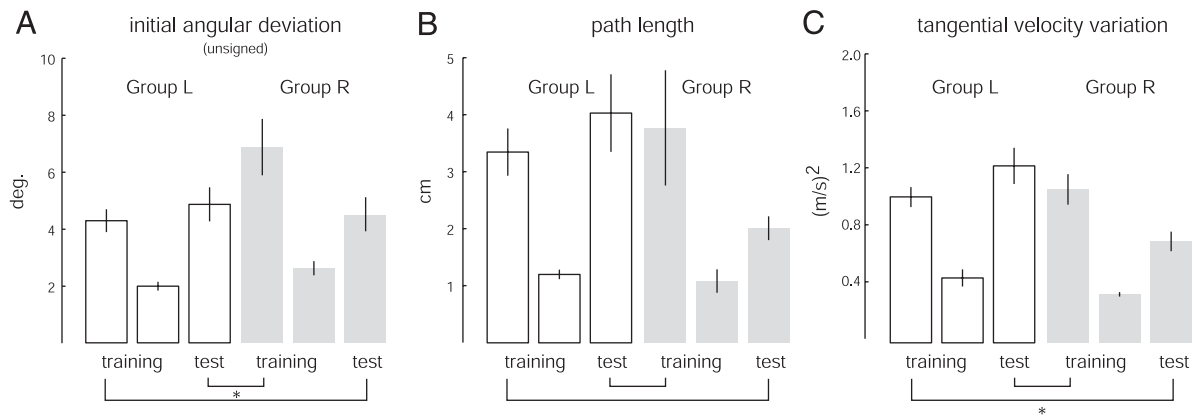 A initial angular deviation
(unsigned)
deg.
10
8
6
4
2
Group L
Group R
training test training test
*
B path length
cm
5
4
3
2
1
Group L
Group R
training test training test
C tangential velocity variation
(m/s)2
2.0
1.6
1.2
0.8
0.4
Group L
Group R
training test training test
*